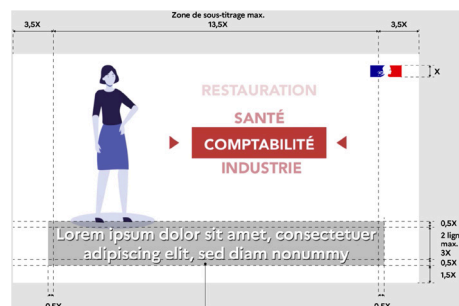 Zone de sous-titrage max.
3,5X 13,5X 3,5X
X
RESTAURATION
SANTÉ
COMPTABILITÉ
INDUSTRIE
Lorem ipsum dolor sit amet, consectetuer
adipiscing elit, sed diam nonummy
0,5X
2 lign
max.
3X
0,5X
1,5X
0,5X 0,5X